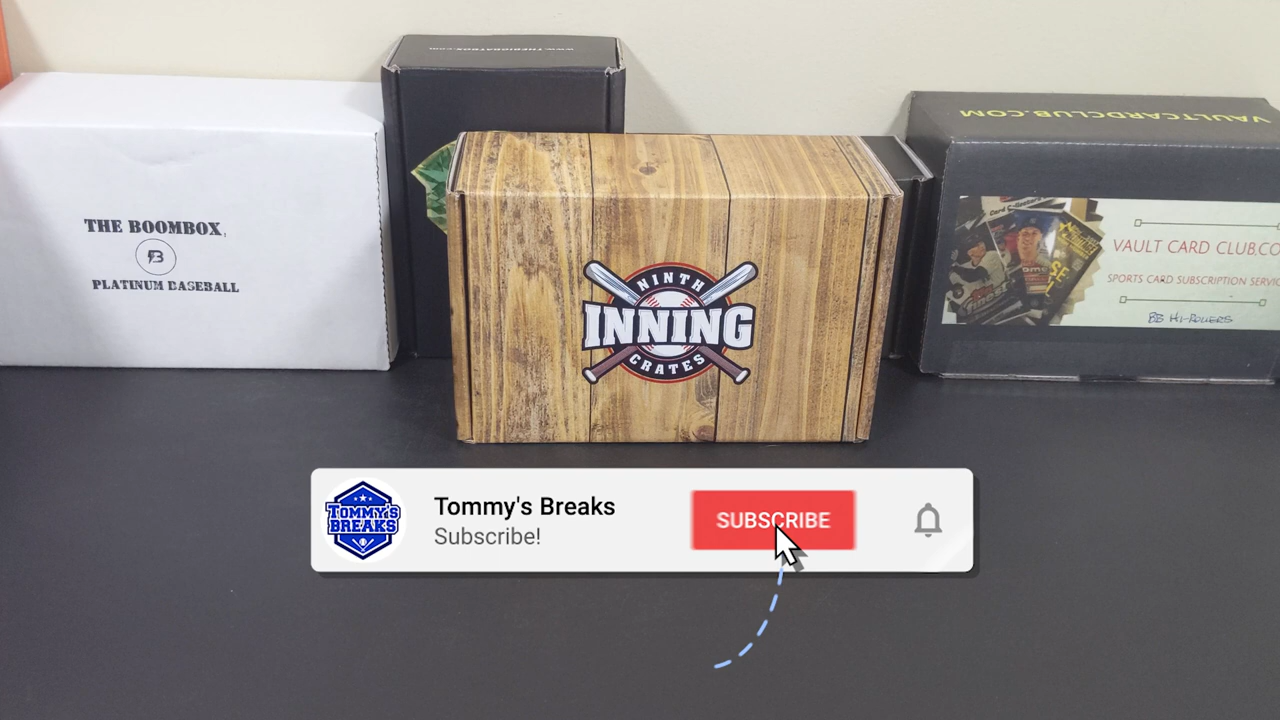 VAULTCARDCLUB.COM
THE BOOMBOX
PLATINUM BASEBALL
NINTH
INNING
CRATES
VAULT CARD CLUB.CO
SPORTS CARD SUBSCRIPTION SERVIC
BB HI-ROLLERS
Finest
TOMMY'S
BREAKS
Tommy's Breaks
Subscribe!
SUBSCRIBE